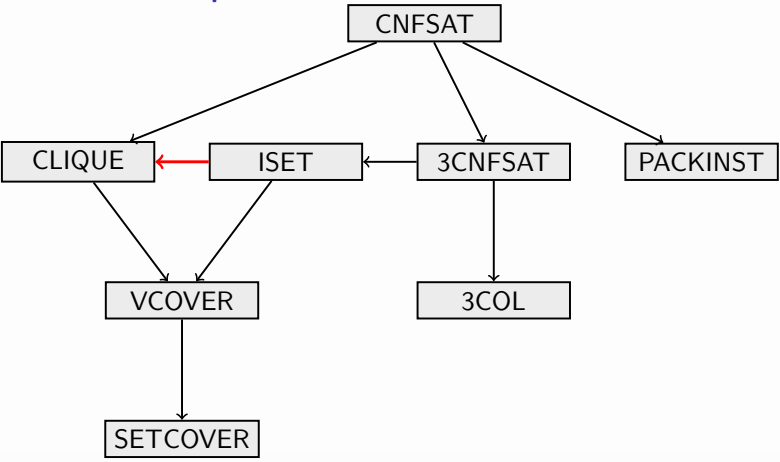 CNFSAT
CLIQUE
ISET
3CNFSAT
PACKINST
VCOVER
3COL
SETCOVER